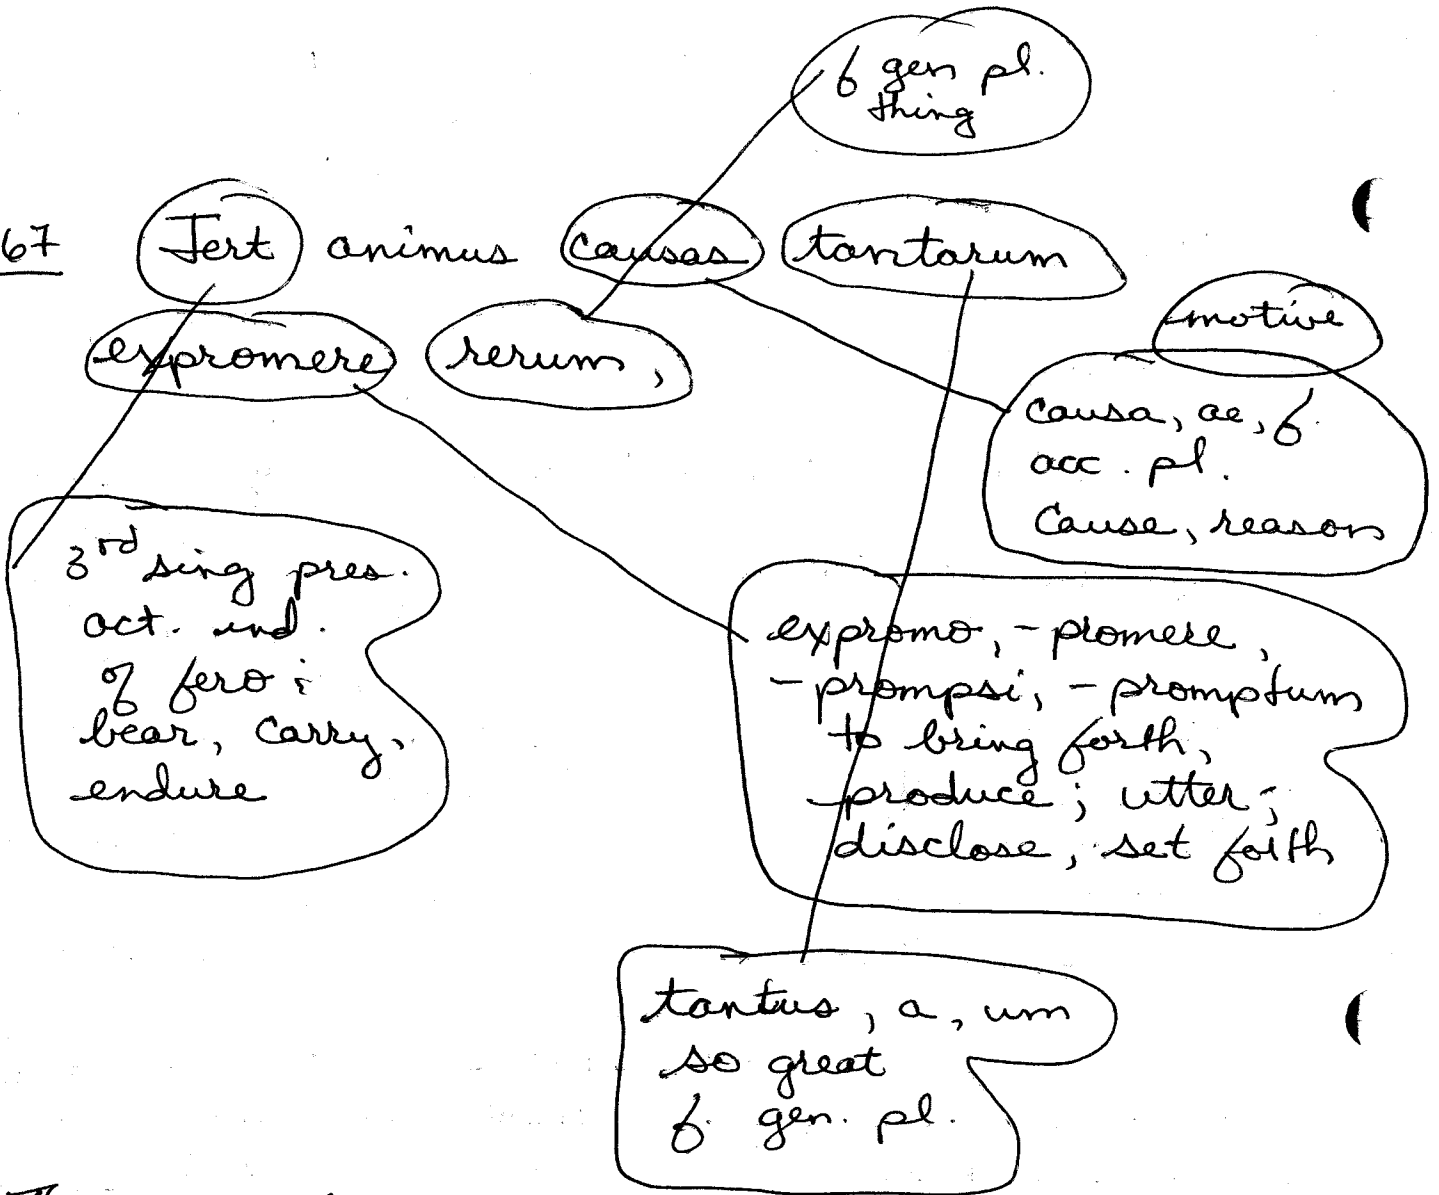 f gen pl.
thing
67 Fert animus causas tantarum
expromere rerum,
motive
causa, ae, f.
acc. pl.
Cause, reason
3rd sing pres.
act. ind.
of fero;
bear, carry,
endure
expromo, -promere,
-prompsi, -promptum
to bring forth,
produce; utter;
disclose, set forth
tantus, a, um
so great
f. gen. pl.